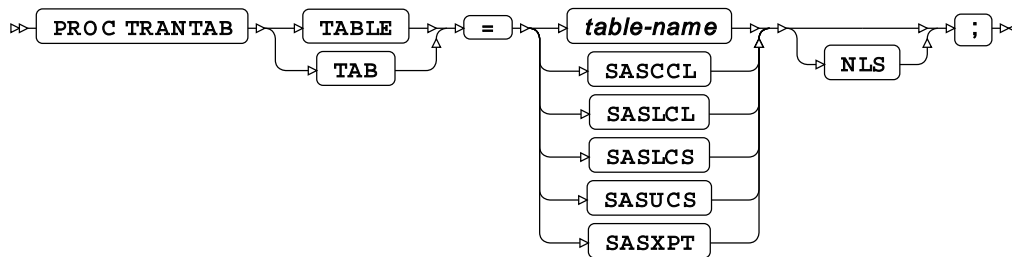 PROC TRANTAB TABLE = table-name NLS ;
TAB
SASCCL
SASLCL
SASLCS
SASUCS
SASXPT